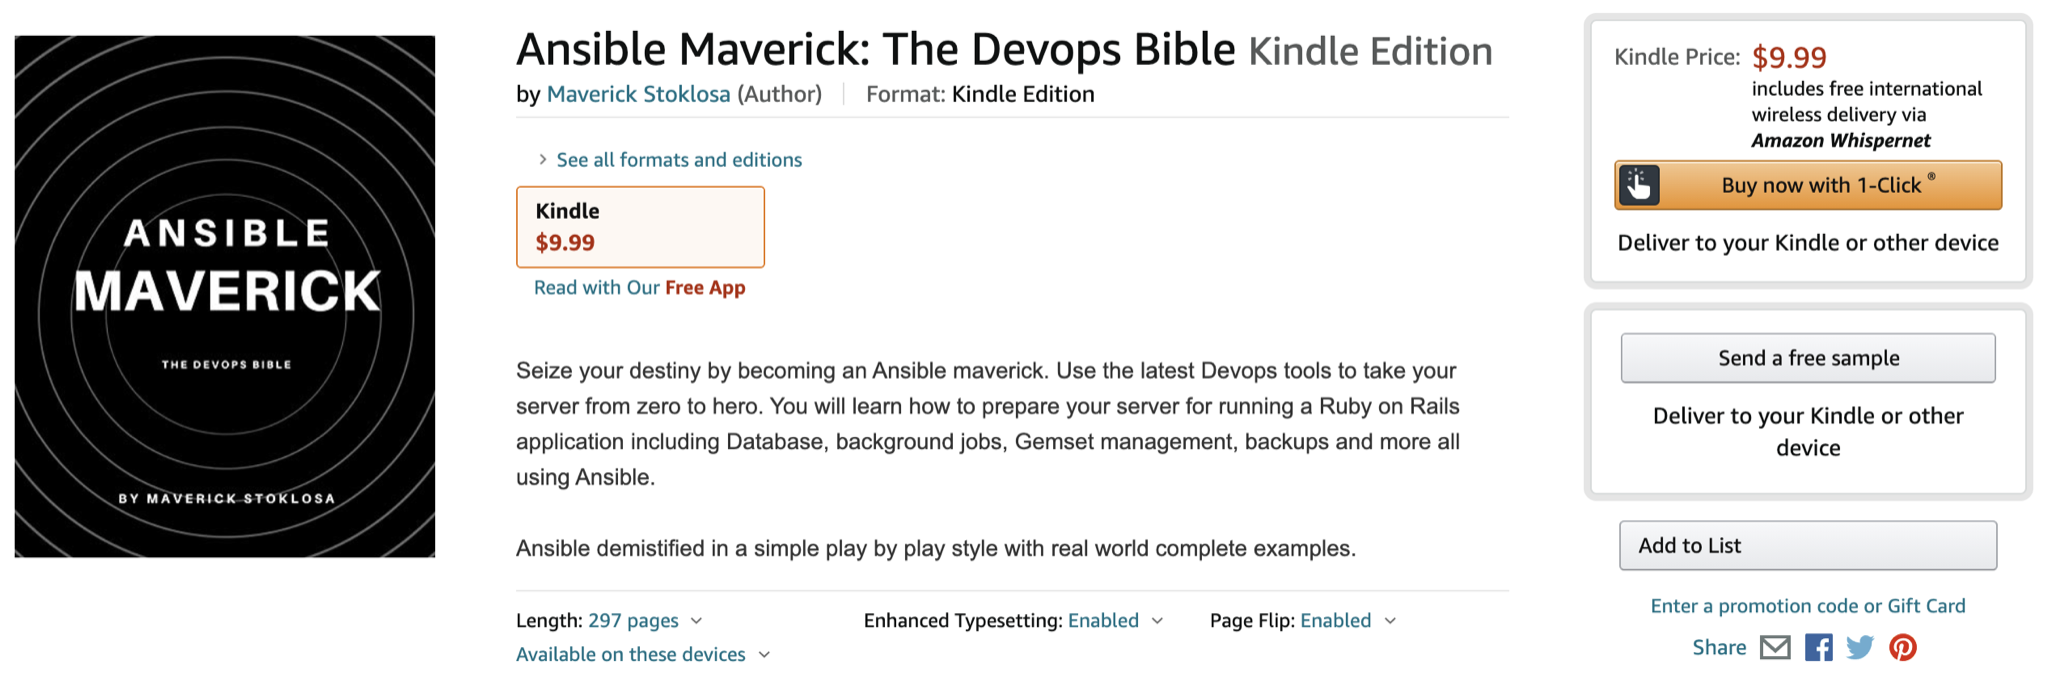 ANSIBLE
MAVERICK
THE DEVOPS BIBLE
BY MAVERICK STOKLOSA
Ansible Maverick: The Devops Bible Kindle Edition
by Maverick Stoklosa (Author) Format: Kindle Edition
› See all formats and editions
Kindle
$9.99
Read with Our Free App
Seize your destiny by becoming an Ansible maverick. Use the latest Devops tools to take your
server from zero to hero. You will learn how to prepare your server for running a Ruby on Rails
application including Database, background jobs, Gemset management, backups and more all
using Ansible.
Ansible demistified in a simple play by play style with real world complete examples.
Length: 297 pages Enhanced Typesetting: Enabled Page Flip: Enabled
Available on these devices
Kindle Price: $9.99
includes free international
wireless delivery via
Amazon Whispernet
Buy now with 1-Click ®
Deliver to your Kindle or other device
Send a free sample
Deliver to your Kindle or other
device
Add to List
Enter a promotion code or Gift Card
Share